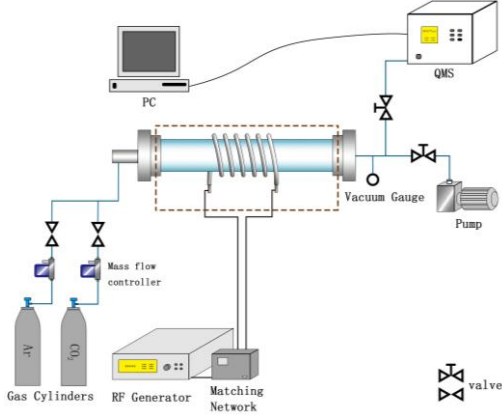 PC
QMS
Vacuum Gauge
Pump
Mass flow
controller
Ar
CO₂
Gas Cylinders
RF Generator
Matching
Network
valve